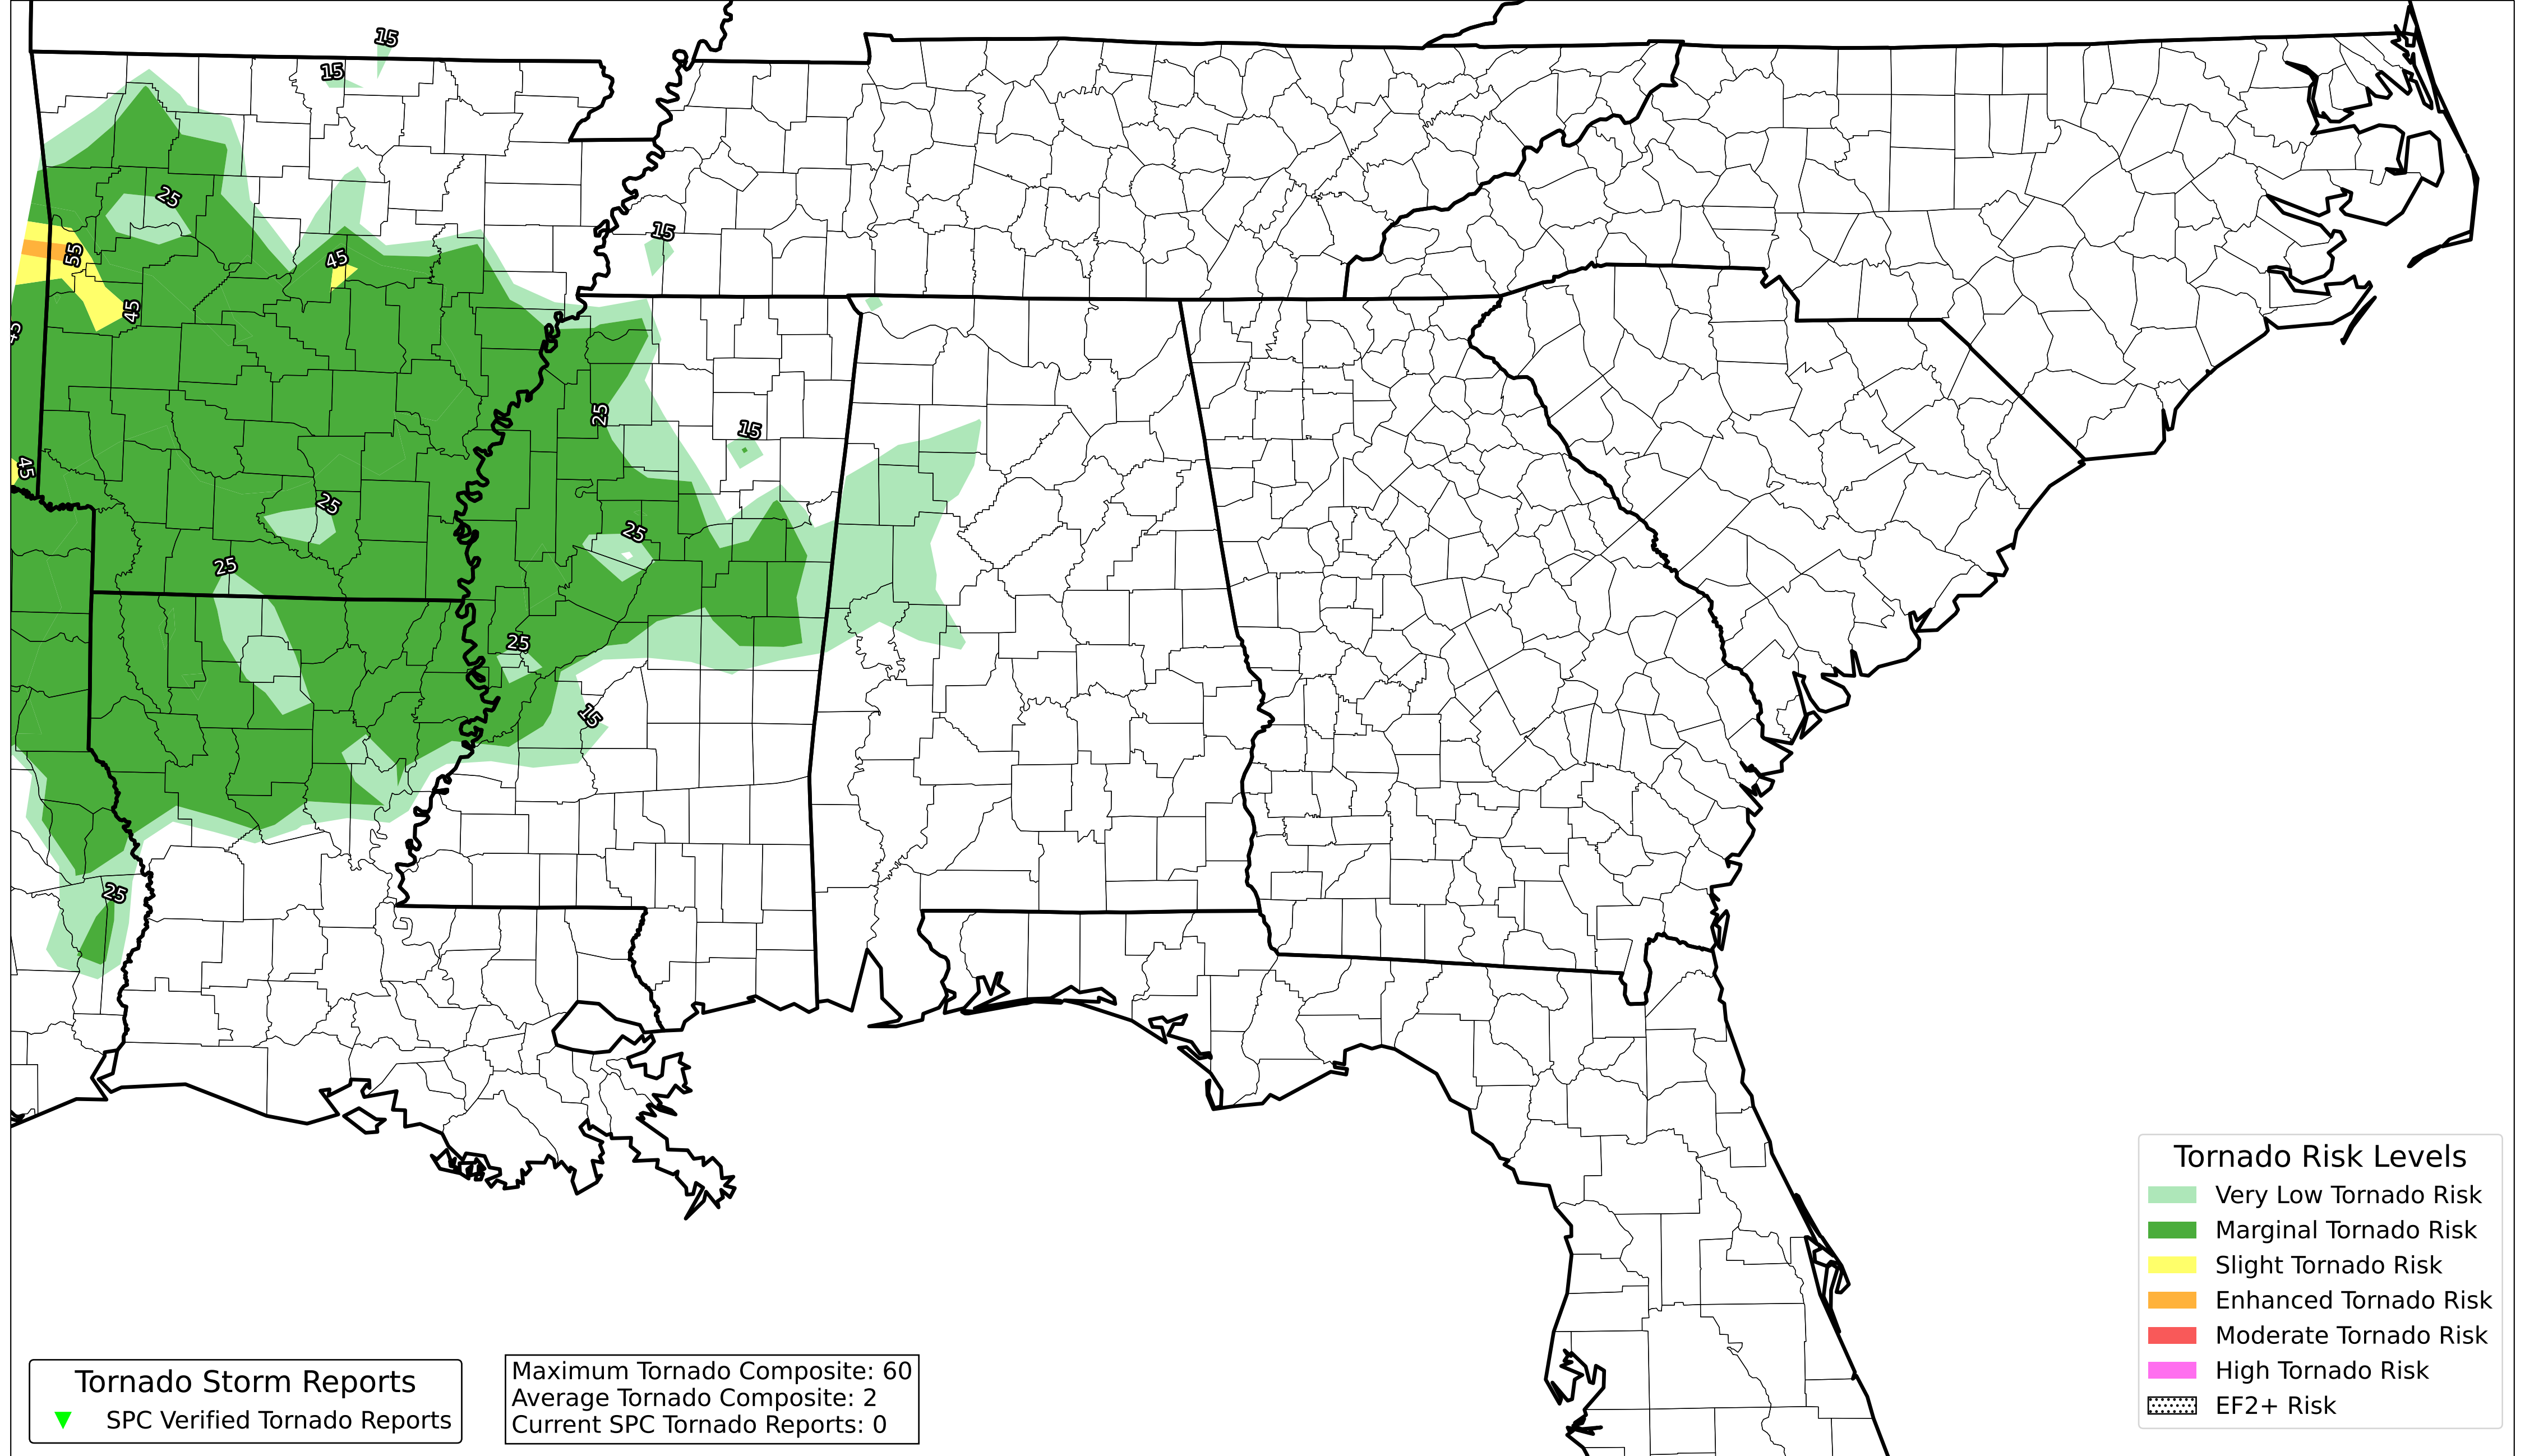 15
15
25
15
55
45
45
45
25
15
45
25
25
25
25
15
25
Tornado Risk Levels
Very Low Tornado Risk
Marginal Tornado Risk
Slight Tornado Risk
Enhanced Tornado Risk
Moderate Tornado Risk
High Tornado Risk
EF2+ Risk
Tornado Storm Reports
SPC Verified Tornado Reports
Maximum Tornado Composite: 60
Average Tornado Composite: 2
Current SPC Tornado Reports: 0